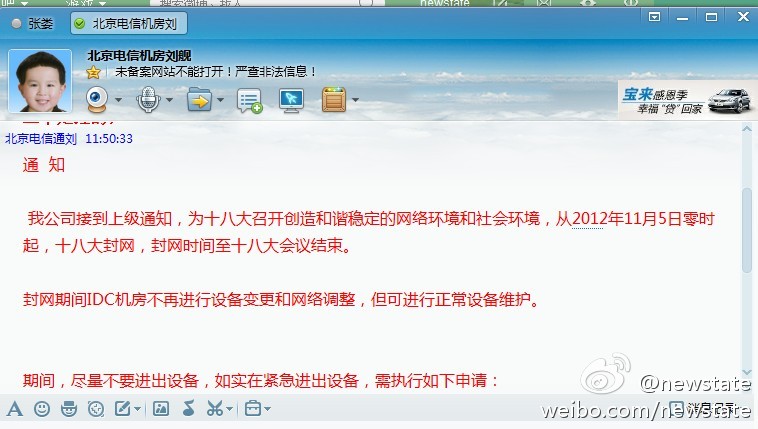 newstate
张娄
北京电信机房刘
北京电信机房刘舰
未备案网站不能打开！严查非法信息！
宝来感恩季
幸福“贷”回家
北京电信通刘 11:50:33
通 知
我公司接到上级通知，为十八大召开创造和谐稳定的网络环境和社会环境，从2012年11月5日零时
起，十八大封网，封网时间至十八大会议结束。
封网期间IDC机房不再进行设备变更和网络调整，但可进行正常设备维护。
期间，尽量不要进出设备，如实在紧急进出设备，需执行如下申请：
@newstate
消息记录
weibo.com/newstate